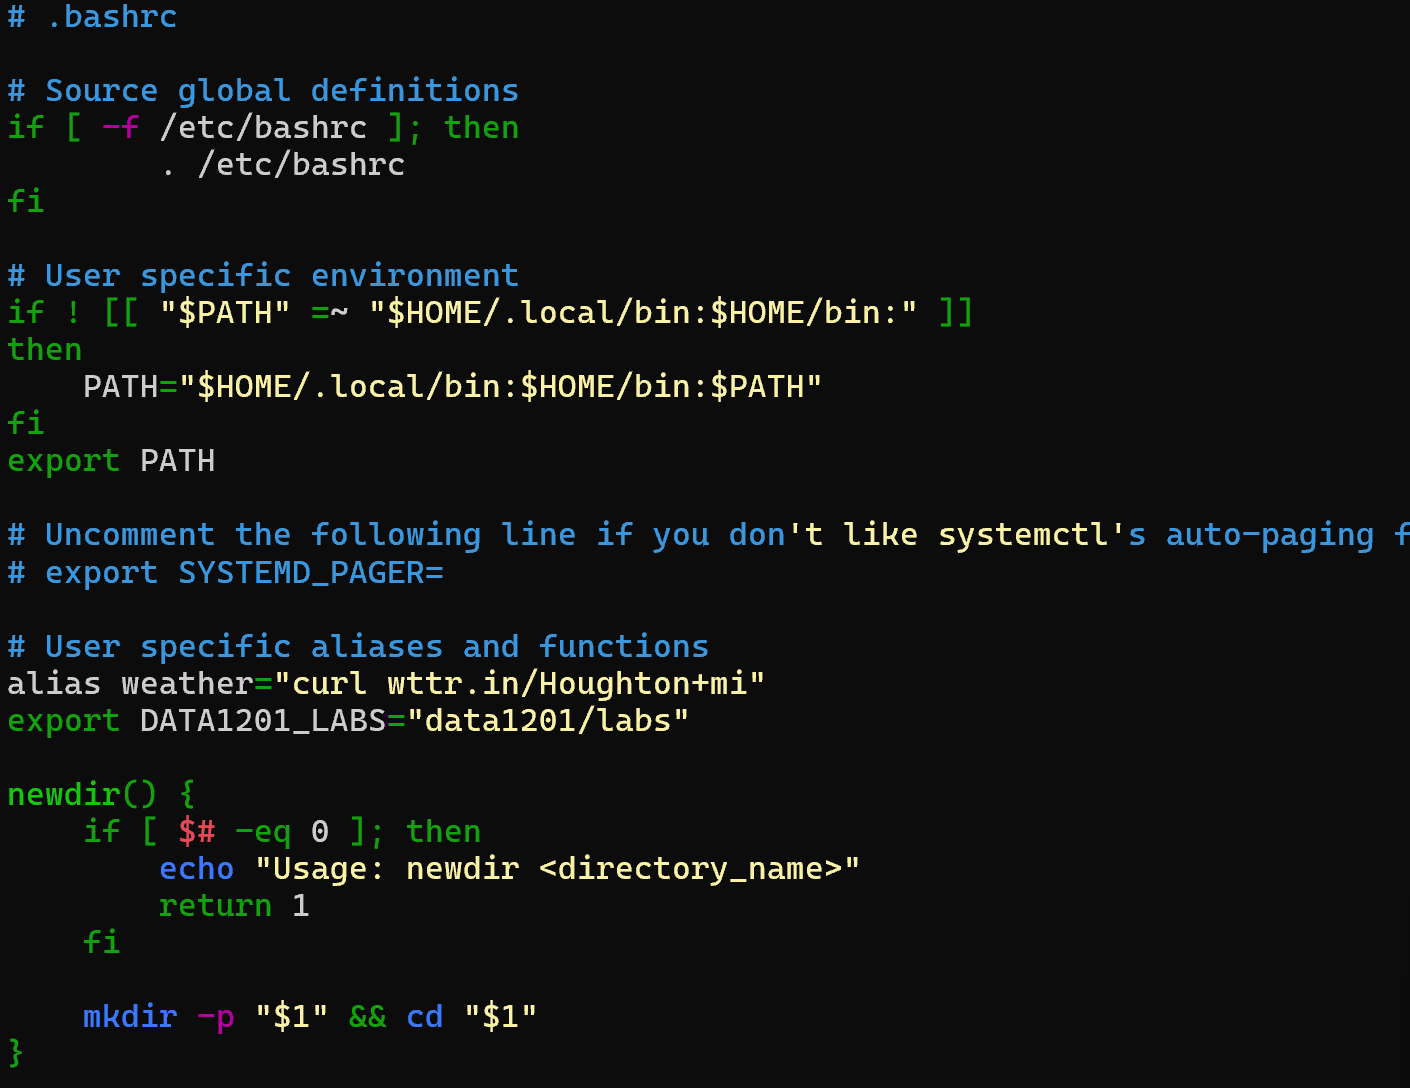 # .bashrc

# Source global definitions
if [ -f /etc/bashrc ]; then
        . /etc/bashrc
fi

# User specific environment
if ! [[ "$PATH" =~ "$HOME/.local/bin:$HOME/bin:" ]]
then
    PATH="$HOME/.local/bin:$HOME/bin:$PATH"
fi
export PATH

# Uncomment the following line if you don't like systemctl's auto-paging f
# export SYSTEMD_PAGER=

# User specific aliases and functions
alias weather="curl wttr.in/Houghton+mi"
export DATA1201_LABS="data1201/labs"

newdir() {
    if [ $# -eq 0 ]; then
        echo "Usage: newdir <directory_name>"
        return 1
    fi

    mkdir -p "$1" && cd "$1"
}